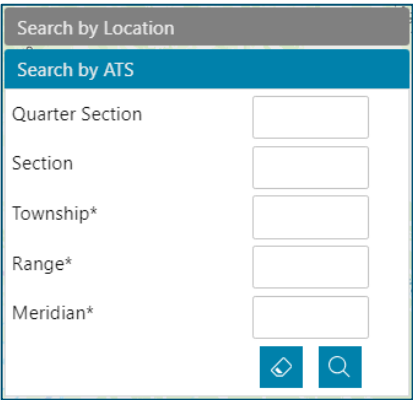 Search by Location
Search by ATS
Quarter Section
Section
Township*
Range*
Meridian*